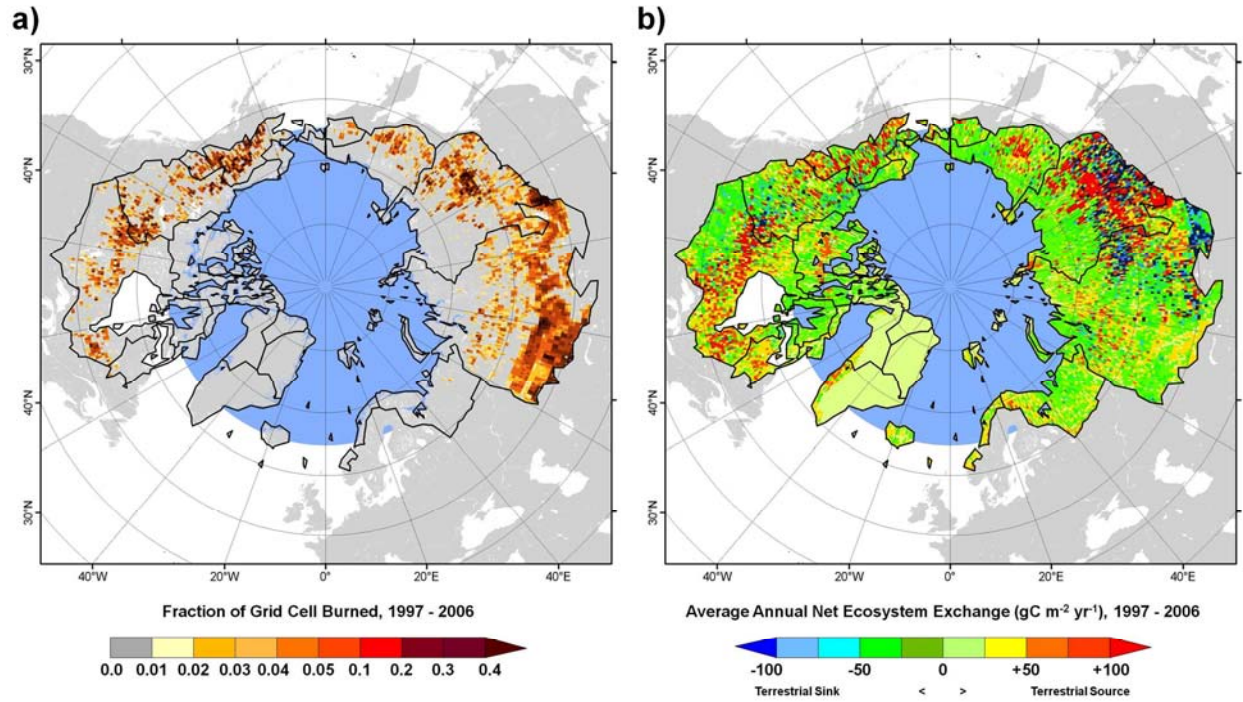 a)
b)
30°N
40°N
40°N
30°N
40°W
20°W
0°
20°E
40°E
30°N
40°N
40°N
30°N
40°W
20°W
0°
20°E
40°E
Fraction of Grid Cell Burned, 1997 - 2006
0.0 0.01 0.02 0.03 0.04 0.05 0.1 0.2 0.3 0.4
Average Annual Net Ecosystem Exchange (gC m⁻² yr⁻¹), 1997 - 2006
-100 -50 0 +50 +100
Terrestrial Sink < > Terrestrial Source